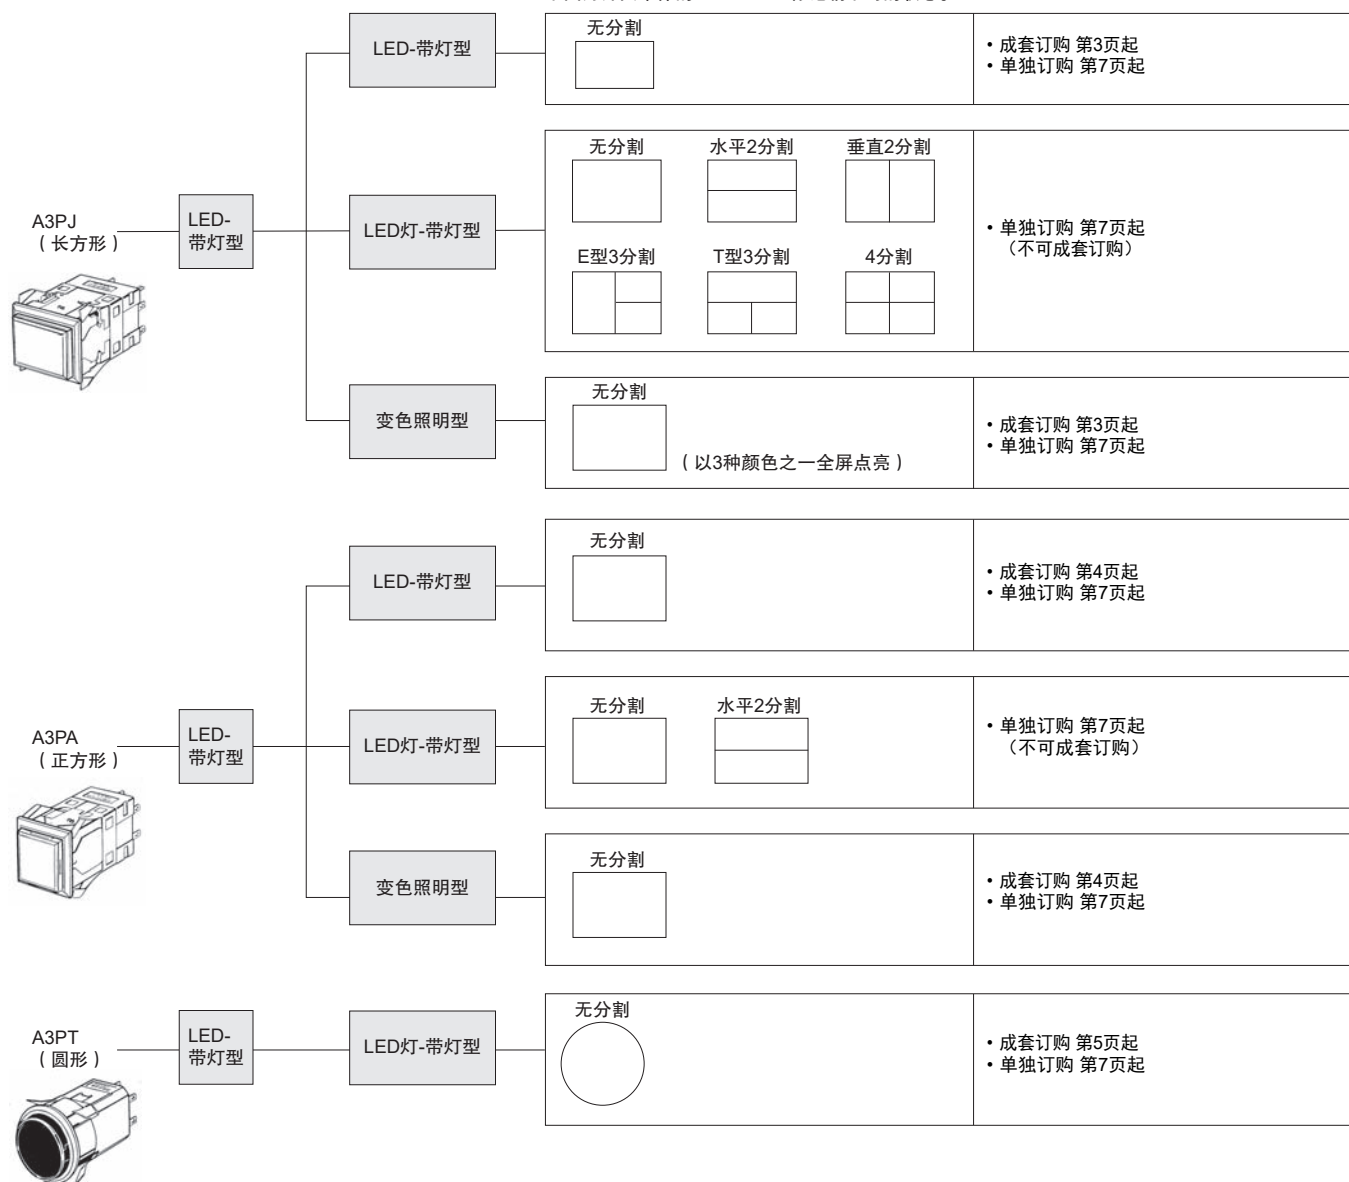 LED-带灯型
无分割
• 成套订购 第3页起
• 单独订购 第7页起
A3PJ
（长方形）
LED-
带灯型
LED灯-带灯型
无分割
水平2分割
垂直2分割
E型3分割
T型3分割
4分割
• 单独订购 第7页起
（不可成套订购）
变色照明型
无分割
（以3种颜色之一全屏点亮）
• 成套订购 第3页起
• 单独订购 第7页起
LED-带灯型
无分割
• 成套订购 第4页起
• 单独订购 第7页起
A3PA
（正方形）
LED-
带灯型
LED灯-带灯型
无分割
水平2分割
• 单独订购 第7页起
（不可成套订购）
变色照明型
无分割
• 成套订购 第4页起
• 单独订购 第7页起
A3PT
（圆形）
LED-
带灯型
LED灯-带灯型
无分割
• 成套订购 第5页起
• 单独订购 第7页起